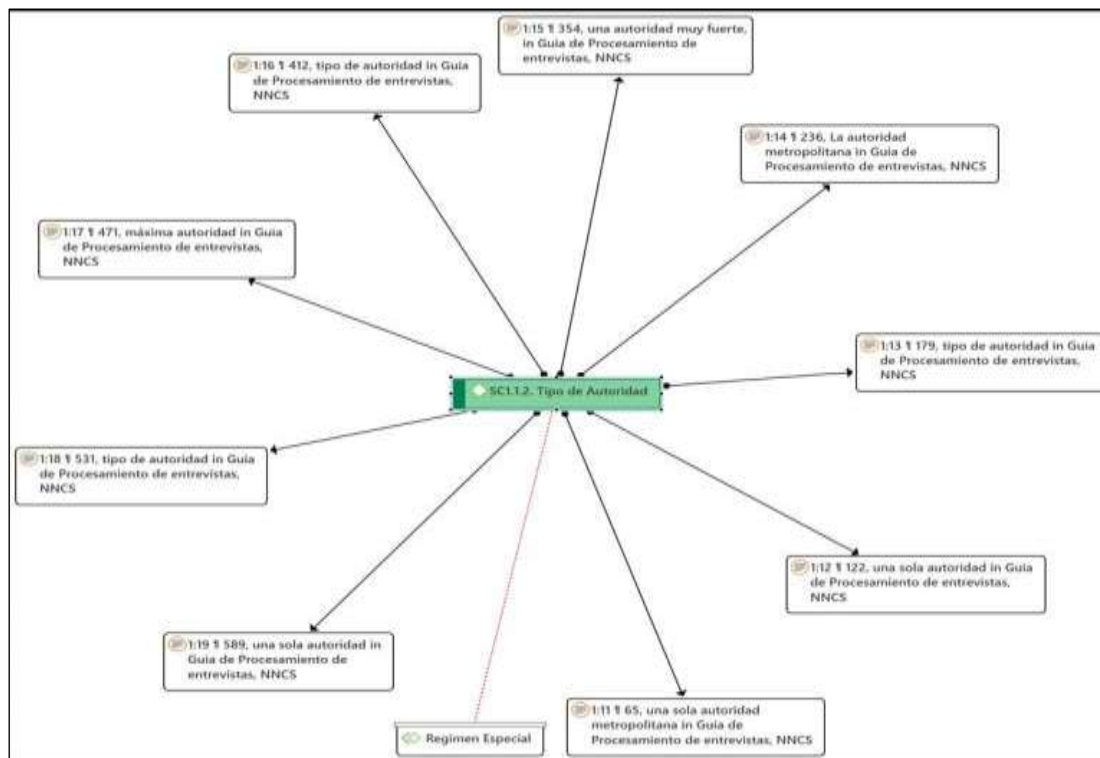 1:15 ¶ 354, una autoridad muy fuerte,
in Guia de Procesamiento de
entrevistas, NNCS
1:16 ¶ 412, tipo de autoridad in Guia
de Procesamiento de entrevistas,
NNCS
1:14 ¶ 236, La autoridad
metropolitana in Guia de
Procesamiento de entrevistas, NNCS
1:17 ¶ 471, máxima autoridad in Guia
de Procesamiento de entrevistas,
NNCS
1:13 ¶ 179, tipo de autoridad in Guia
de Procesamiento de entrevistas,
NNCS
SC1.1.2. Tipo de Autoridad
1:18 ¶ 531, tipo de autoridad in Guia
de Procesamiento de entrevistas,
NNCS
1:12 ¶ 122, una sola autoridad in Guia
de Procesamiento de entrevistas,
NNCS
1:19 ¶ 589, una sola autoridad in
Guia de Procesamiento de
entrevistas, NNCS
1:11 ¶ 65, una sola autoridad
metropolitana in Guia de
Procesamiento de entrevistas, NNCS
Regimen Especial